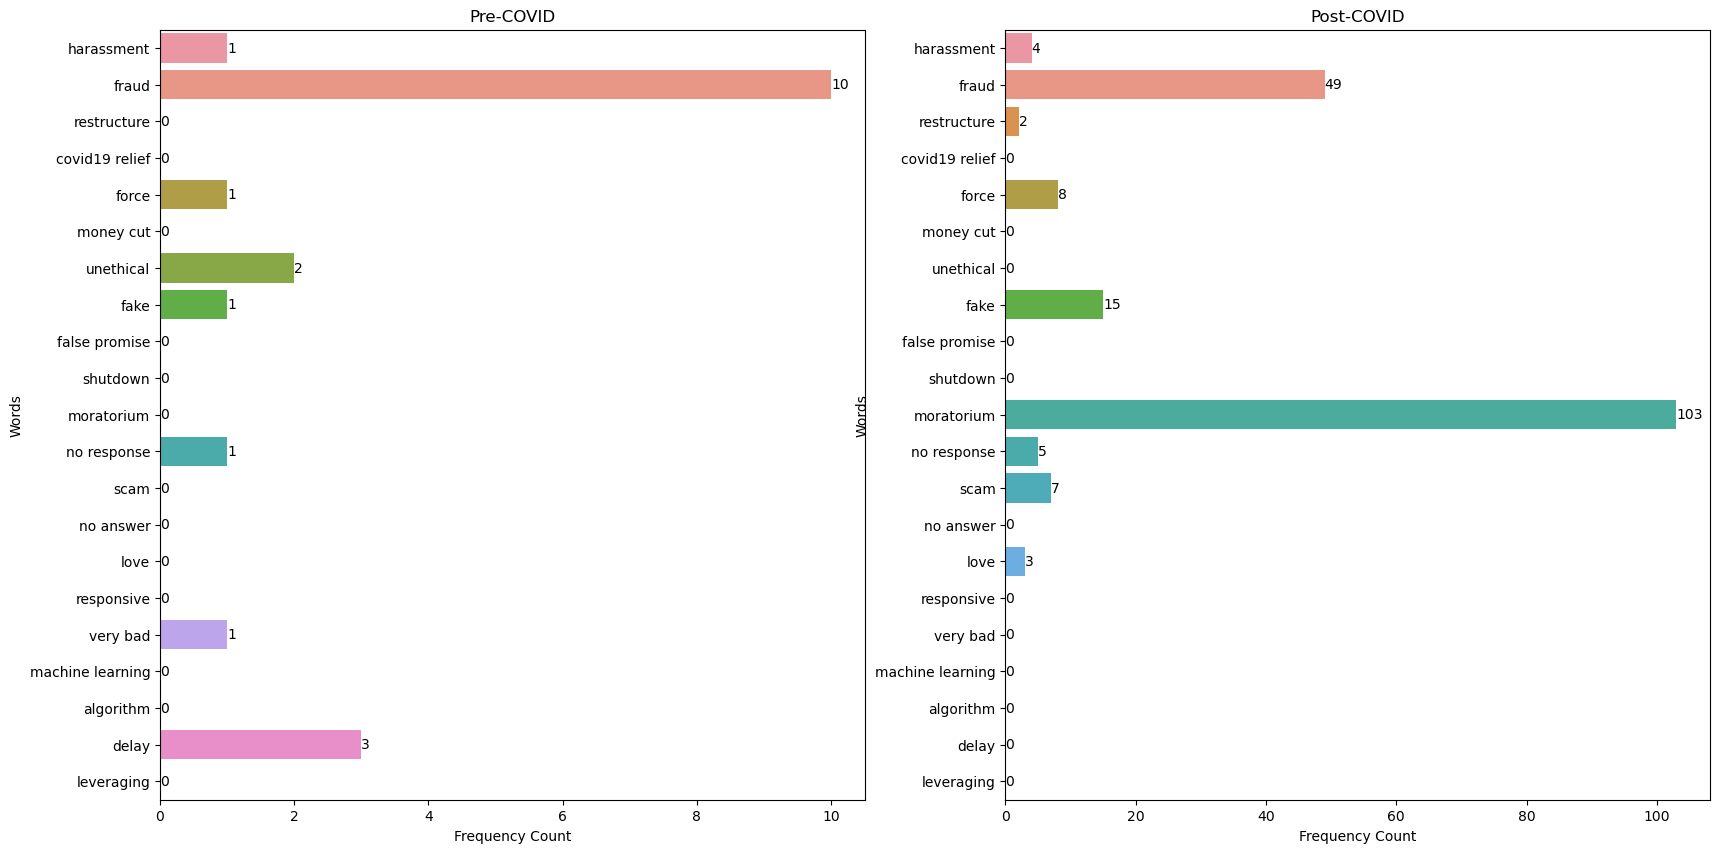 Pre-COVID
harassment 1
fraud 10
restructure 0
covid19 relief 0
force 1
money cut 0
unethical 2
fake 1
false promise 0
shutdown 0
moratorium 0
no response 1
scam 0
no answer 0
love 0
responsive 0
very bad 1
machine learning 0
algorithm 0
delay 3
leveraging 0
Words
0 2 4 6 8 10
Frequency Count
Post-COVID
harassment 4
fraud 49
restructure 2
covid19 relief 0
force 8
money cut 0
unethical 0
fake 15
false promise 0
shutdown 0
moratorium 103
no response 5
scam 7
no answer 0
love 3
responsive 0
very bad 0
machine learning 0
algorithm 0
delay 0
leveraging 0
Words
0 20 40 60 80 100
Frequency Count